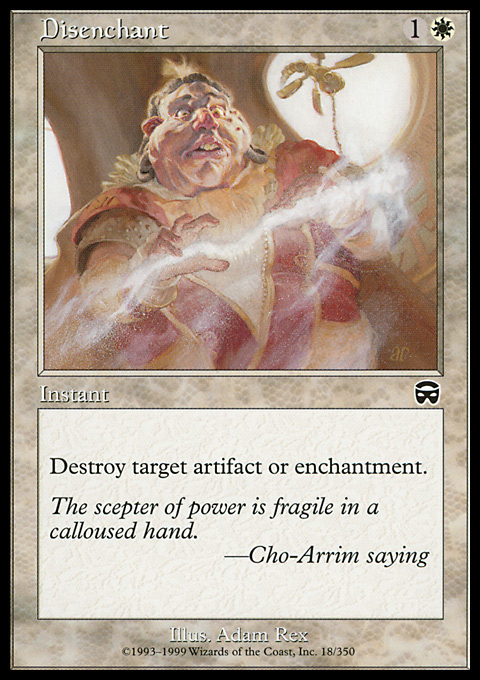 Disenchant 1
Instant
Destroy target artifact or enchantment.
The scepter of power is fragile in a
calloused hand.
—Cho-Arrim saying
Illus. Adam Rex
©1993–1999 Wizards of the Coast, Inc. 18/350